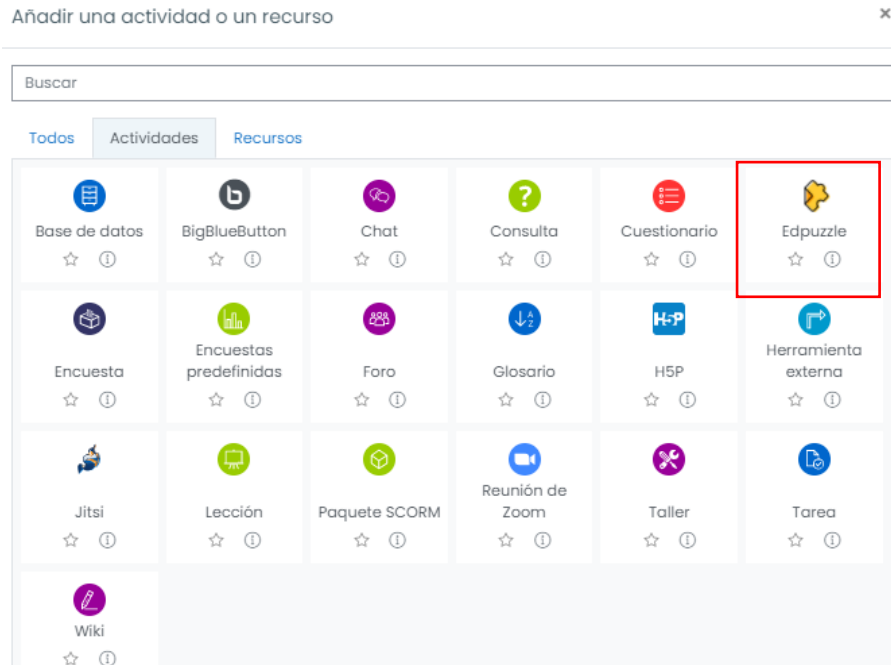 Añadir una actividad o un recurso
×
Buscar
Todos
Actividades
Recursos
Base de datos
BigBlueButton
Chat
Consulta
Cuestionario
Edpuzzle
Encuesta
Encuestas
predefinidas
Foro
Glosario
H5P
H5P
Herramienta
externa
Jitsi
Lección
Paquete SCORM
Reunión de
Zoom
Taller
Tarea
Wiki